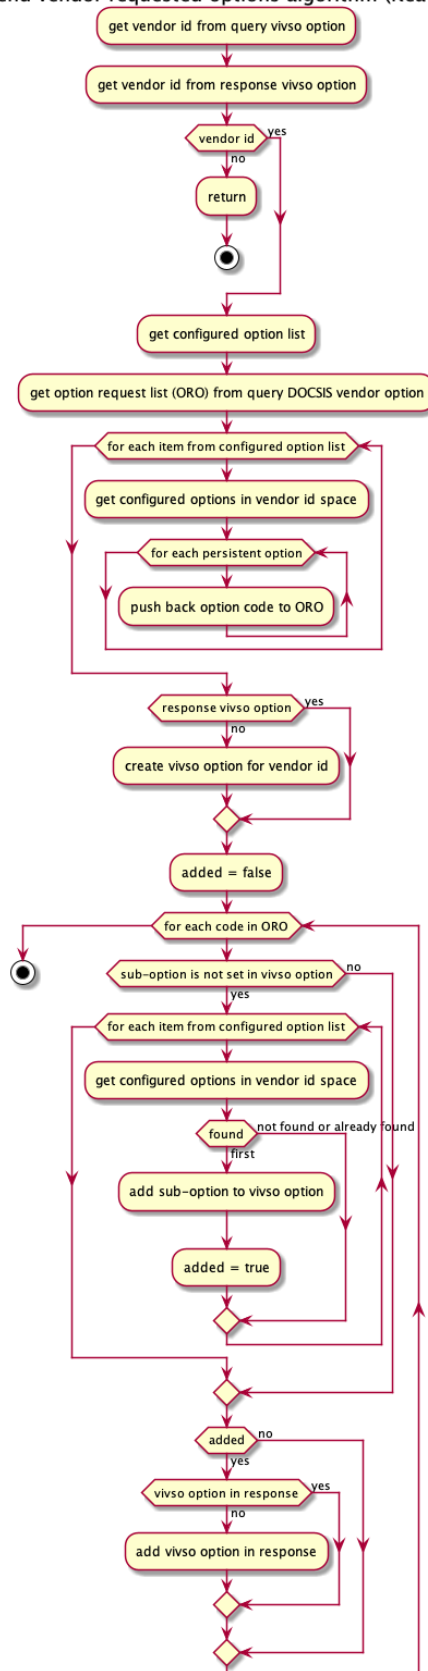 vendor requested options algorithm
get vendor id from query vivso option
get vendor id from response vivso option
vendor id
yes
no
return
get configured option list
get option request list (ORO) from query DOCSIS vendor option
for each item from configured option list
get configured options in vendor id space
for each persistent option
push back option code to ORO
response vivso option
yes
no
create vivso option for vendor id
added = false
for each code in ORO
sub-option is not set in vivso option
no
yes
for each item from configured option list
get configured options in vendor id space
found
not found or already found
first
add sub-option to vivso option
added = true
added
no
yes
vivso option in response
yes
no
add vivso option in response